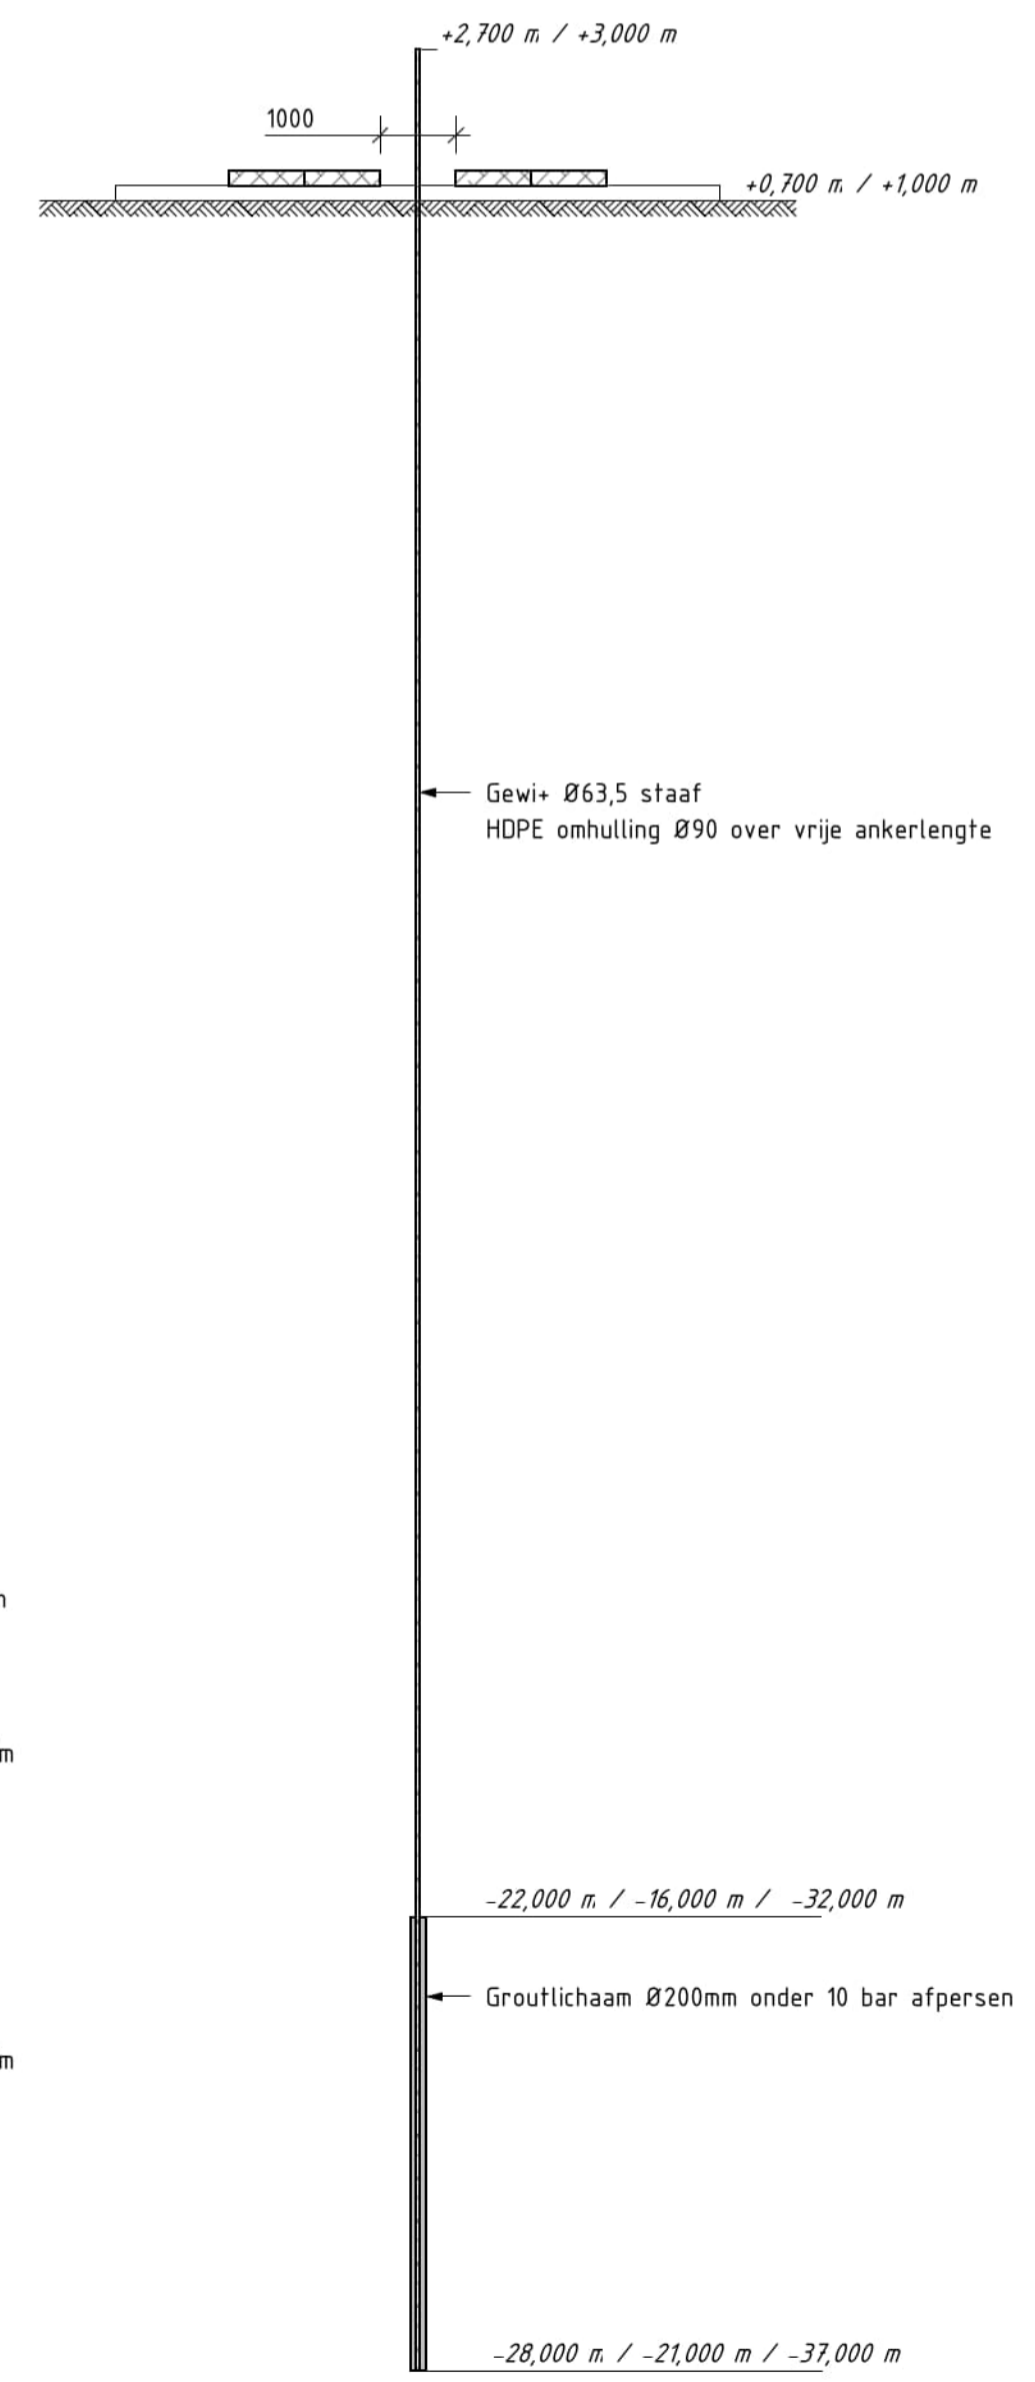 +2,700 m / +3,000 m
1000
+0,700 m / +1,000 m
Gewi+ Ø63,5 staaf
HDPE omhulling Ø90 over vrije ankerlengte
m
m
-22,000 m / -16,000 m / -32,000 m
Groutlichaam Ø200mm onder 10 bar afpersen
-28,000 m / -21,000 m / -37,000 m